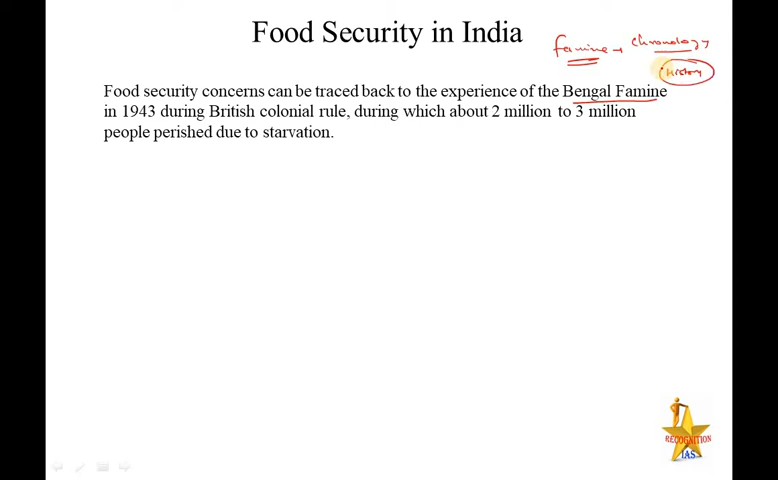 Food Security in India
famine → chronology
History
Food security concerns can be traced back to the experience of the Bengal Famine
in 1943 during British colonial rule, during which about 2 million to 3 million
people perished due to starvation.
RECOGNITION
IAS